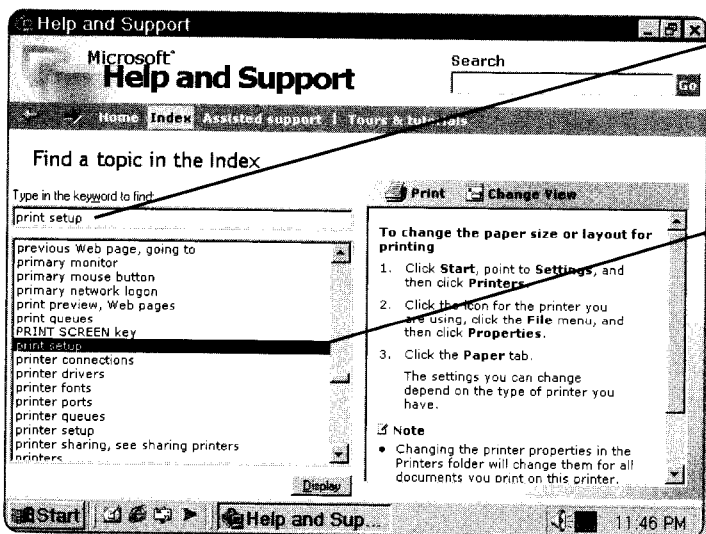 Help and Support
Microsoft
Help and Support
Search
Go
Home Index Assisted support | Tours & tutorials
Find a topic in the Index
Type in the keyword to find:
print setup
previous Web page, going to
primary monitor
primary mouse button
primary network logon
print preview, Web pages
print queues
PRINT SCREEN key
print setup
printer connections
printer drivers
printer fonts
printer ports
printer queues
printer setup
printer sharing, see sharing printers
printers
Display
Print Change View
To change the paper size or layout for
printing
1. Click Start, point to Settings, and
then click Printers.
2. Click the icon for the printer you
are using, click the File menu, and
then click Properties.
3. Click the Paper tab.
The settings you can change
depend on the type of printer you
have.
Note
• Changing the printer properties in the
Printers folder will change them for all
documents you print on this printer.
Start Help and Sup... 11:46 PM